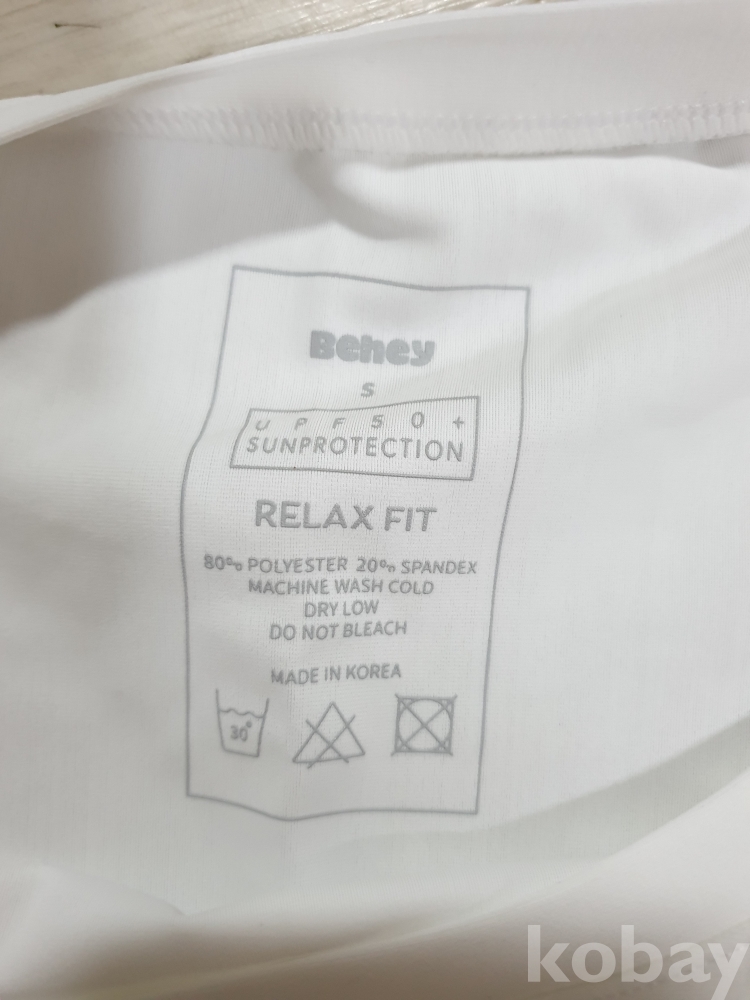 Behey
S
UPF50+
SUNPROTECTION
RELAX FIT
80% POLYESTER 20% SPANDEX
MACHINE WASH COLD
DRY LOW
DO NOT BLEACH
MADE IN KOREA
30°
kobay